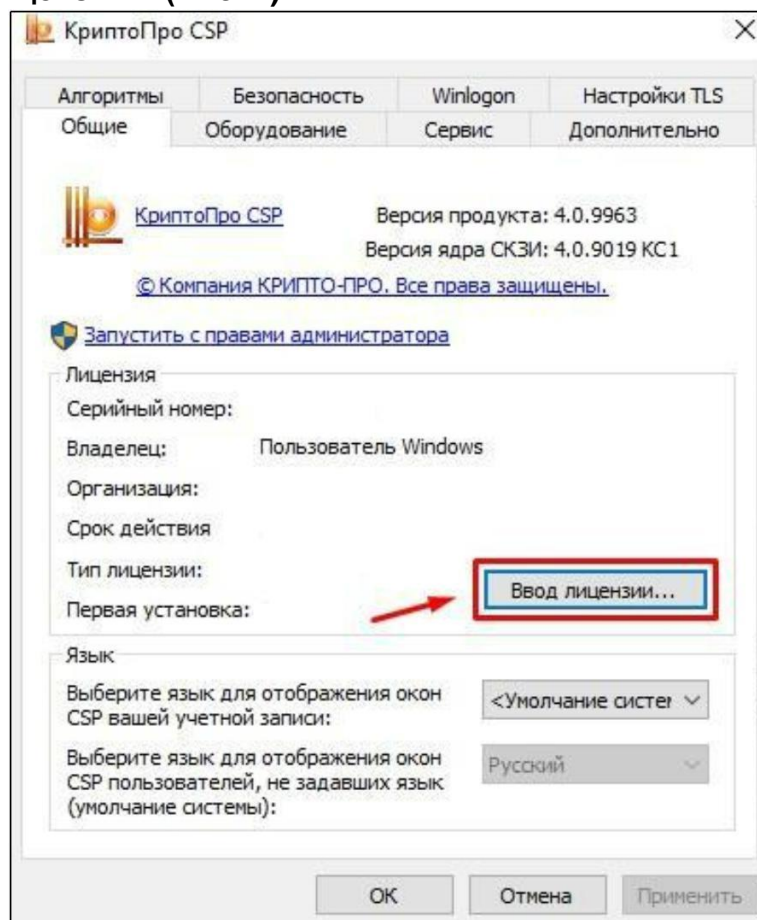 КриптоПро CSP
Алгоритмы Безопасность Winlogon Настройки TLS
Общие Оборудование Сервис Дополнительно
КриптоПро CSP Версия продукта: 4.0.9963
Версия ядра СКЗИ: 4.0.9019 КС1
© Компания КРИПТО-ПРО. Все права защищены.
Запустить с правами администратора
Лицензия
Серийный номер:
Владелец: Пользователь Windows
Организация:
Срок действия
Тип лицензии:
Ввод лицензии...
Первая установка:
Язык
Выберите язык для отображения окон
CSP вашей учетной записи:
<Умолчание систег
Выберите язык для отображения окон
CSP пользователей, не задавших язык
(умолчание системы):
Русский
ОК Отмена Применить